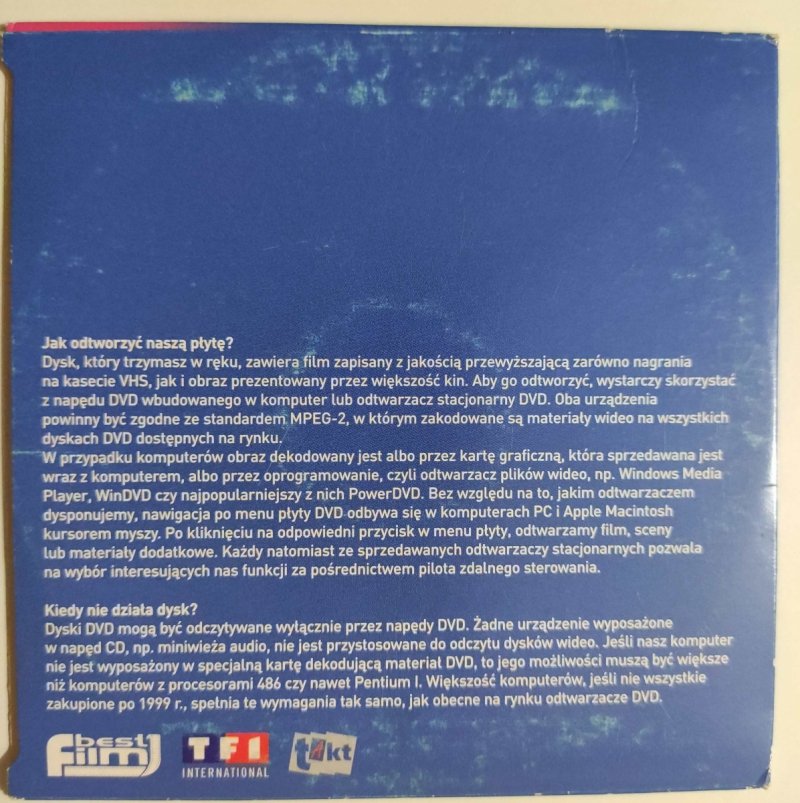 Jak odtworzyć naszą płytę?
Dysk, który trzymasz w ręku, zawiera film zapisany z jakością przewyższającą zarówno nagrania
na kasecie VHS, jak i obraz prezentowany przez większość kin. Aby go odtworzyć, wystarczy skorzystać
z napędu DVD wbudowanego w komputer lub odtwarzacz stacjonarny DVD. Oba urządzenia
powinny być zgodne ze standardem MPEG-2, w którym zakodowane są materiały wideo na wszystkich
dyskach DVD dostępnych na rynku.
W przypadku komputerów obraz dekodowany jest albo przez kartę graficzną, która sprzedawana jest
wraz z komputerem, albo przez oprogramowanie, czyli odtwarzacz plików wideo, np. Windows Media
Player, WinDVD czy najpopularniejszy z nich PowerDVD. Bez względu na to, jakim odtwarzaczem
dysponujemy, nawigacja po menu płyty DVD odbywa się w komputerach PC i Apple Macintosh
kursorem myszy. Po kliknięciu na odpowiedni przycisk w menu płyty, odtwarzamy film, sceny
lub materiały dodatkowe. Każdy natomiast ze sprzedawanych odtwarzaczy stacjonarnych pozwala
na wybór interesujących nas funkcji za pośrednictwem pilota zdalnego sterowania.
Kiedy nie działa dysk?
Dyski DVD mogą być odczytywane wyłącznie przez napędy DVD. Żadne urządzenie wyposażone
w napęd CD, np. miniwieża audio, nie jest przystosowane do odczytu dysków wideo. Jeśli nasz komputer
nie jest wyposażony w specjalną kartę dekodującą materiał DVD, to jego możliwości muszą być większe
niż komputerów z procesorami 486 czy nawet Pentium I. Większość komputerów, jeśli nie wszystkie
zakupione po 1999 r., spełnia te wymagania tak samo, jak obecne na rynku odtwarzacze DVD.
best film
TF1
INTERNATIONAL
takt